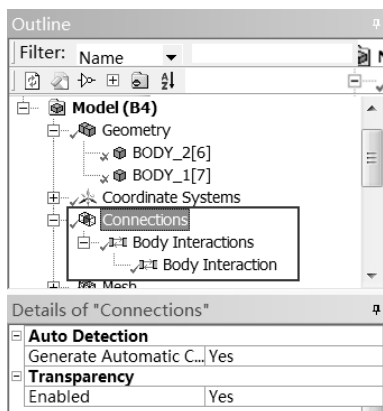 Outline
Filter: Name
Model (B4)
Geometry
BODY_2[6]
BODY_1[7]
Coordinate Systems
Connections
Body Interactions
Body Interaction
Mesh
Details of "Connections"
Auto Detection
Generate Automatic C... Yes
Transparency
Enabled Yes